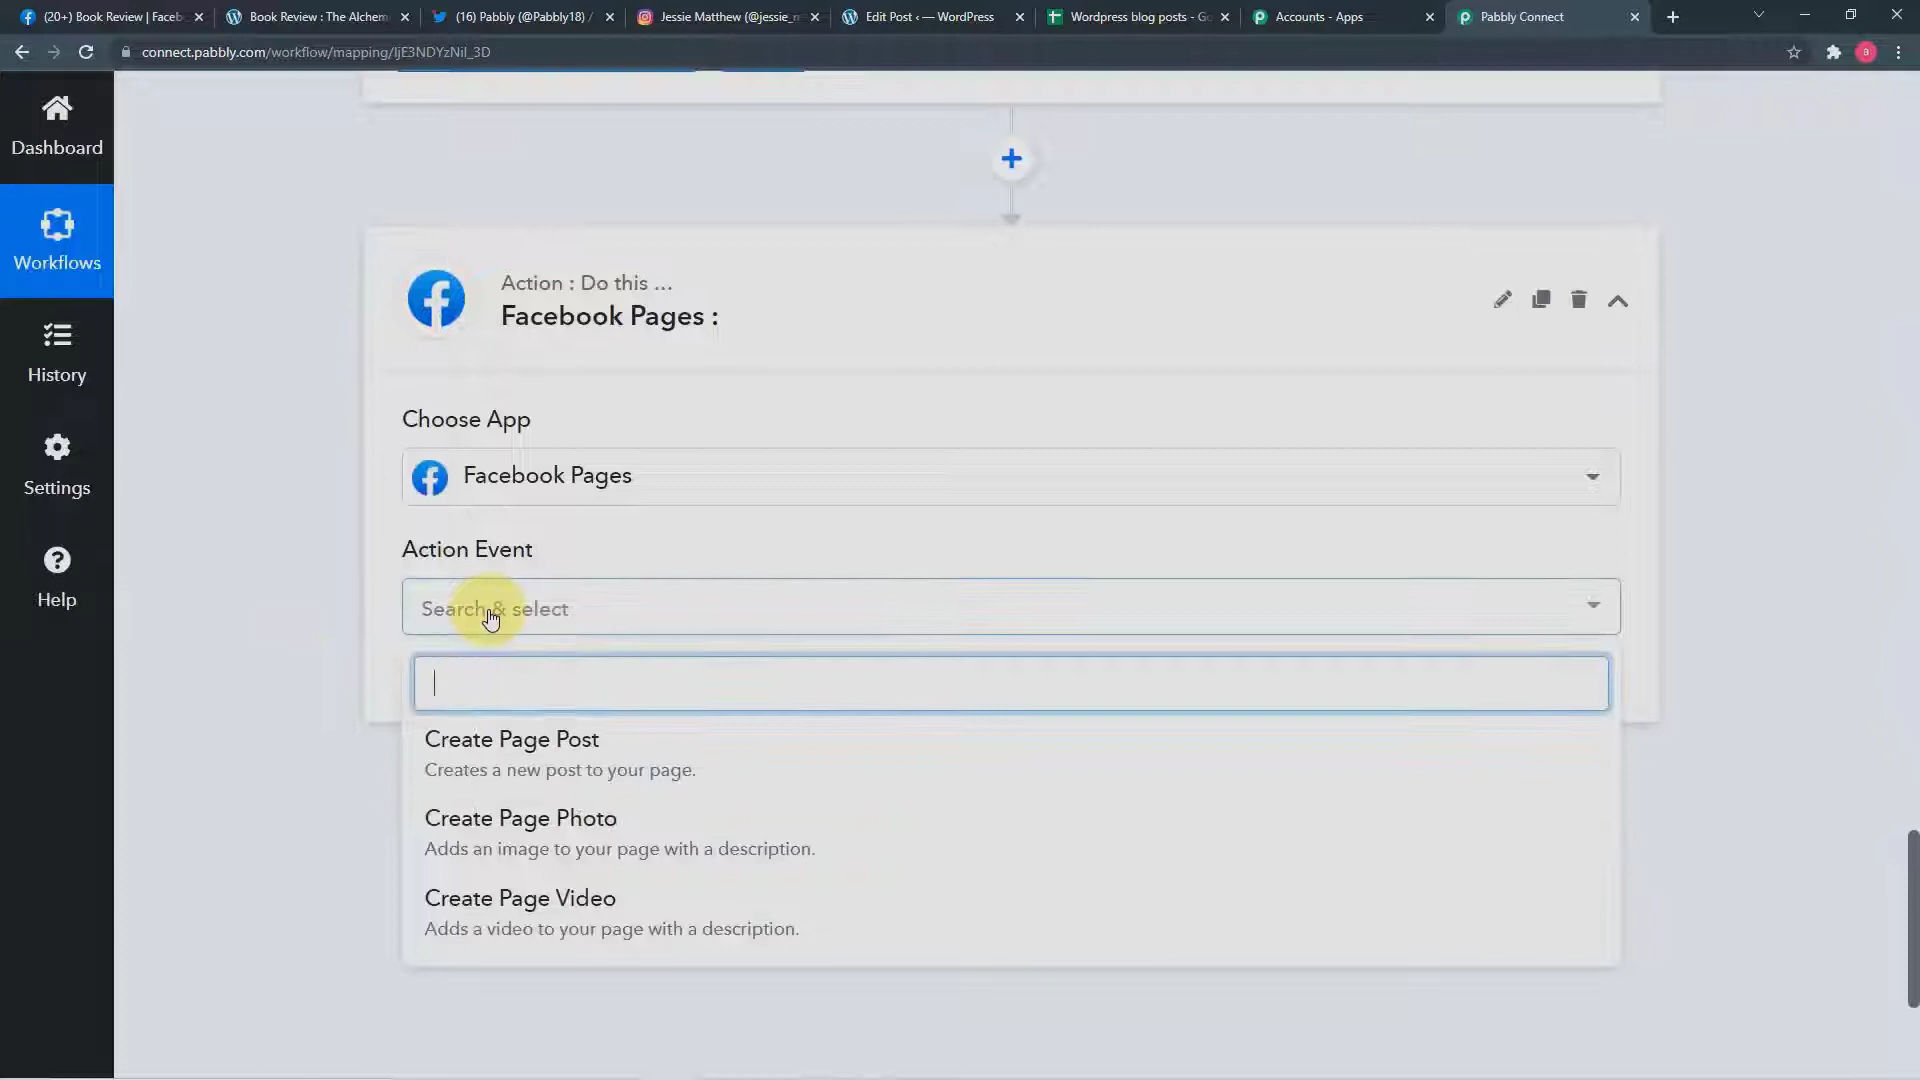 (20+) Book Review | Faceb
Book Review : The Alchem
(16) Pabbly (@Pabbly18) /
Jessie Matthew (@jessie_m
Edit Post ‹ — WordPress
Wordpress blog posts - Go
Accounts - Apps
Pabbly Connect
connect.pabbly.com/workflow/mapping/IjE3NDYzNiI_3D
a
Dashboard
Workflows
History
Settings
Help
Action : Do this ...
Facebook Pages :
Choose App
Facebook Pages
Action Event
Search & select
Create Page Post
Creates a new post to your page.
Create Page Photo
Adds an image to your page with a description.
Create Page Video
Adds a video to your page with a description.